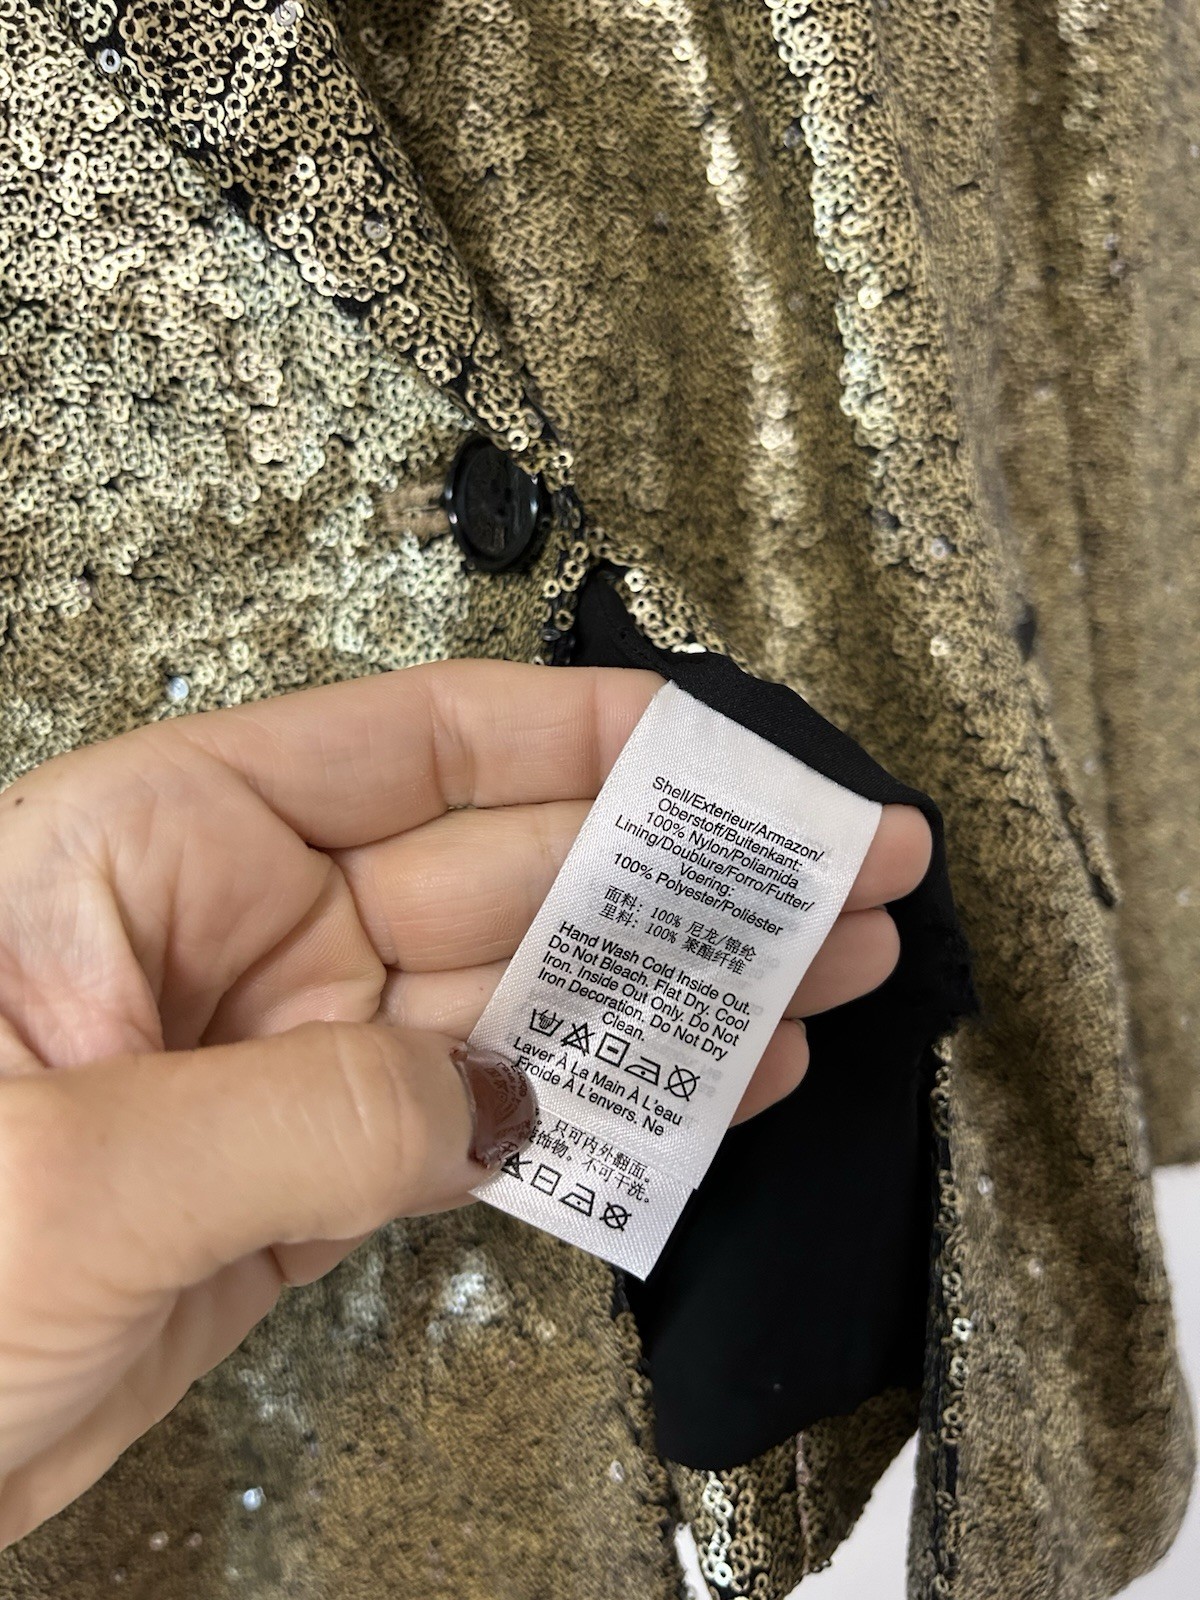 Shell/Exterieur/Armazon/
Oberstoff/Buitenkant:
100% Nylon/Poliamida
Lining/Doublure/Forro/Futter/
Voering:
100% Polyester/Poliéster
面料: 100% 尼龙/锦纶
里料: 100% 聚酯纤维
Hand Wash Cold Inside Out.
Do Not Bleach. Flat Dry. Cool
Iron. Inside Out Only. Do Not
Iron Decoration. Do Not Dry
Clean.
Laver À La Main À L'eau
Froide À L'envers. Ne
。只可内外翻面。
饰物。不可干洗。